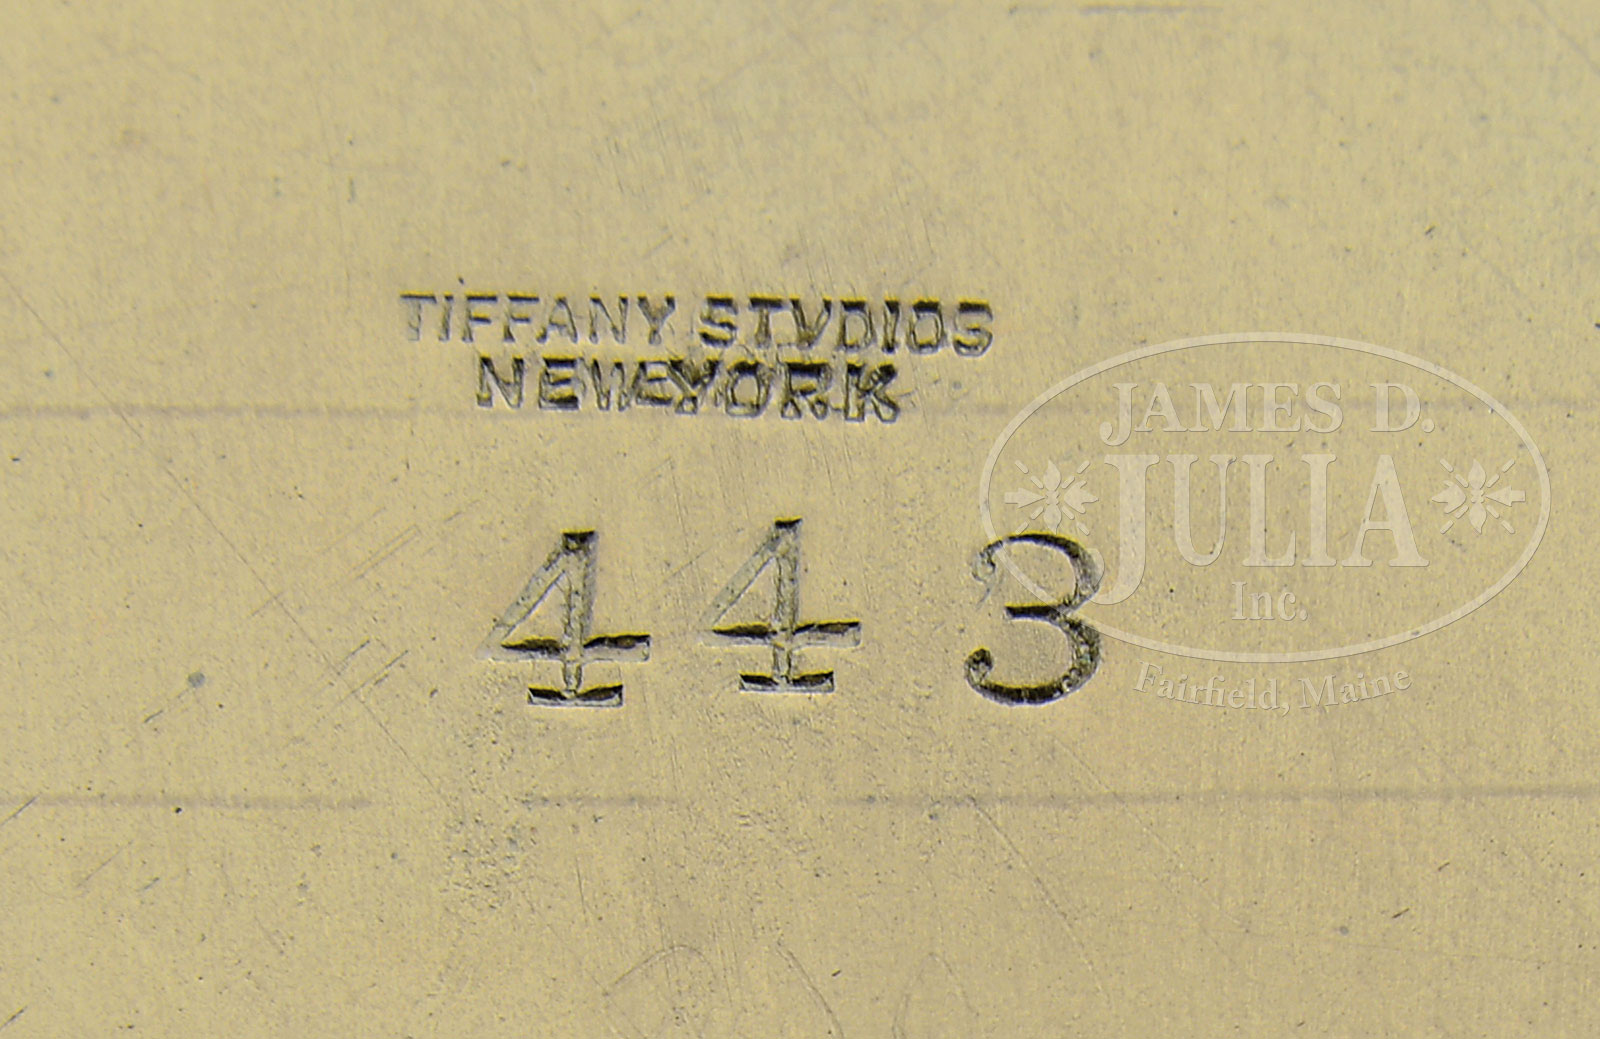 TIFFANY STVDIOS
NEW YORK
443
JAMES D.
JULIA
Inc.
Fairfield, Maine